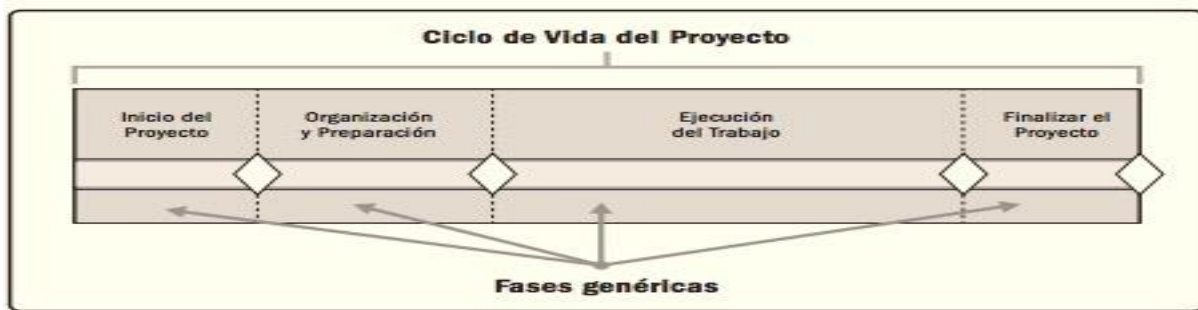 Ciclo de Vida del Proyecto
Inicio del
Proyecto
Organización
y Preparación
Ejecución
del Trabajo
Finalizar el
Proyecto
Fases genéricas